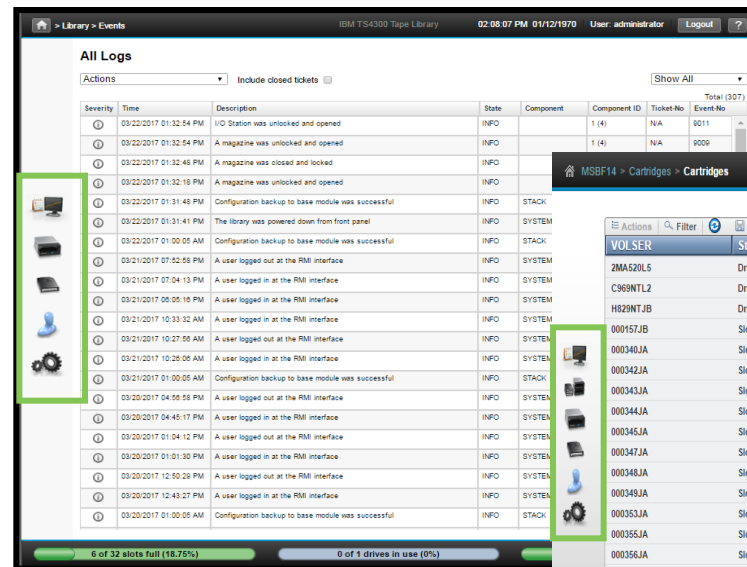 > Library > Events IBM TS4300 Tape Library 02:08:07 PM 01/12/1970 User: administrator Logout ?
All Logs
Actions Include closed tickets Show All
Total (307)
Severity Time Description State Component Component ID Ticket-No Event-No
03/22/2017 01:32:54 PM I/O Station was unlocked and opened INFO 1 (4) N/A 9011
03/22/2017 01:32:54 PM A magazine was unlocked and opened INFO 1 (4) N/A 9009
03/22/2017 01:32:48 PM A magazine was closed and locked INFO
03/22/2017 01:32:18 PM A magazine was unlocked and opened INFO
03/22/2017 01:31:48 PM Configuration backup to base module was successful INFO STACK
03/22/2017 01:31:41 PM The library was powered down from front panel INFO SYSTEM
03/22/2017 01:00:05 AM Configuration backup to base module was successful INFO STACK
03/21/2017 07:52:58 PM A user logged out at the RMI interface INFO SYSTEM
03/21/2017 07:04:13 PM A user logged in at the RMI interface INFO SYSTEM
03/21/2017 06:05:16 PM A user logged in at the RMI interface INFO SYSTEM
03/21/2017 10:33:32 AM A user logged in at the RMI interface INFO SYSTEM
03/21/2017 10:27:56 AM A user logged out at the RMI interface INFO SYSTEM
03/21/2017 10:26:06 AM A user logged in at the RMI interface INFO SYSTEM
03/21/2017 01:00:05 AM Configuration backup to base module was successful INFO STACK
03/20/2017 04:56:58 PM A user logged out at the RMI interface INFO SYSTEM
03/20/2017 04:45:17 PM A user logged in at the RMI interface INFO SYSTEM
03/20/2017 01:04:12 PM A user logged out at the RMI interface INFO SYSTEM
03/20/2017 01:01:30 PM A user logged in at the RMI interface INFO SYSTEM
03/20/2017 12:50:29 PM A user logged out at the RMI interface INFO SYSTEM
03/20/2017 12:43:27 PM A user logged in at the RMI interface INFO SYSTEM
03/20/2017 01:00:05 AM Configuration backup to base module was successful INFO STACK
6 of 32 slots full (18.75%) 0 of 1 drives in use (0%)
MSBF14 > Cartridges > Cartridges
Actions Filter
VOLSER St
2MA520L5 Dr
C969NTL2 Dr
H829NTJB Dr
000157JB Slo
000340JA Slo
000342JA Slo
000343JA Slo
000344JA Slo
000345JA Slo
000347JA Slo
000348JA Slo
000349JA Slo
000353JA Slo
000355JA Slo
000356JA Slo